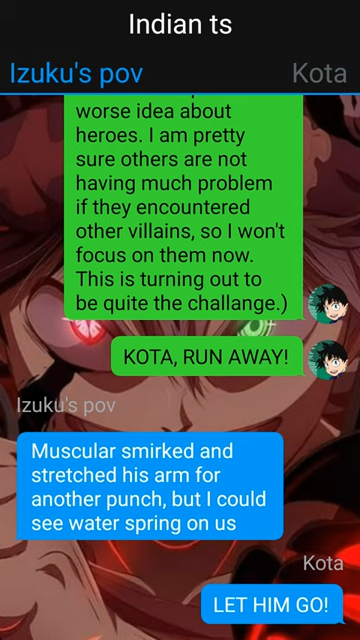 Indian ts
Izuku's pov
Kota
worse idea about
heroes. I am pretty
sure others are not
having much problem
if they encountered
other villains, so I won't
focus on them now.
This is turning out to
be quite the challange.)
KOTA, RUN AWAY!
Izuku's pov
Muscular smirked and
stretched his arm for
another punch, but I could
see water spring on us
Kota
LET HIM GO!